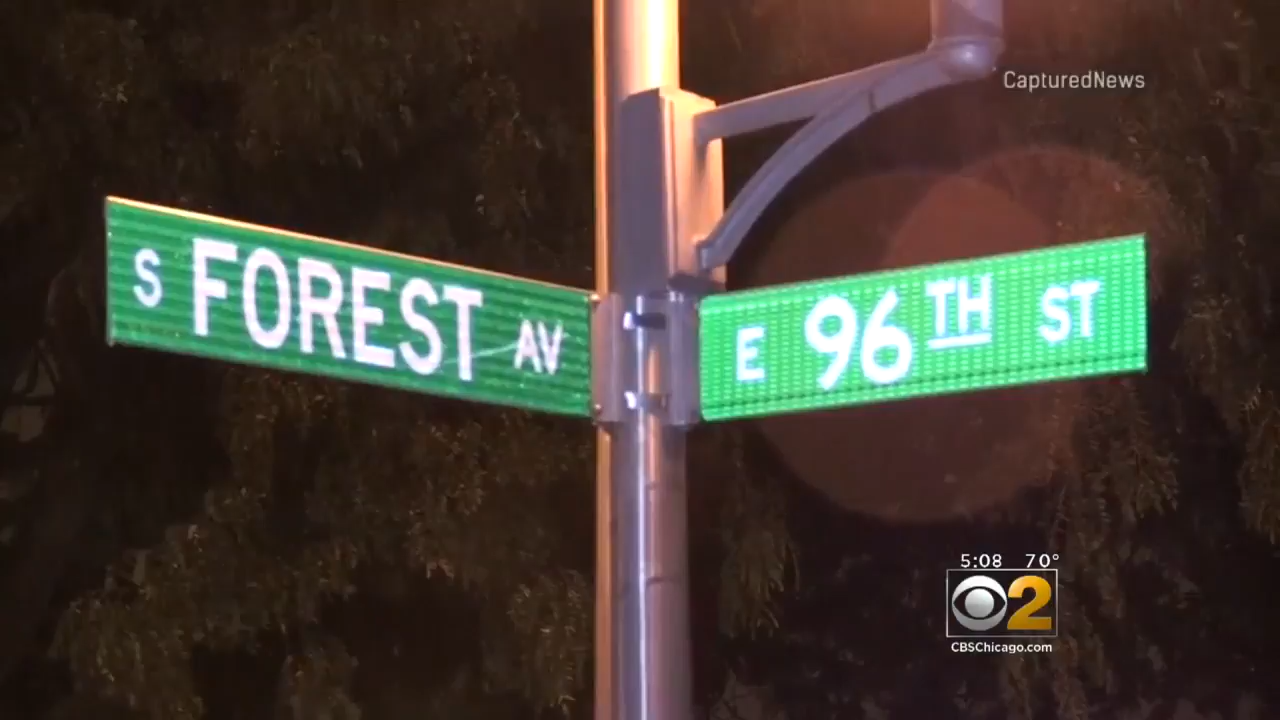 CapturedNews
S FOREST AV
E 96TH ST
5:08 70°
2
CBSChicago.com